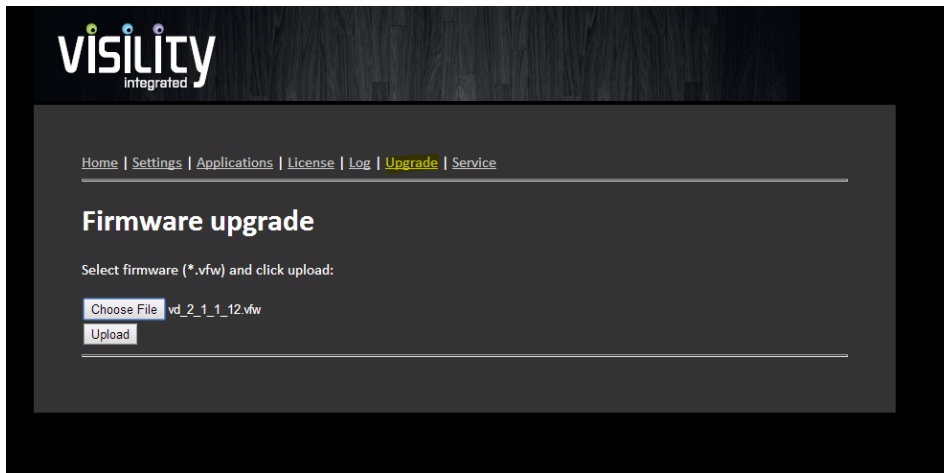 visility
integrated
Home | Settings | Applications | License | Log | Upgrade | Service
Firmware upgrade
Select firmware (*.vfw) and click upload:
Choose File vd_2_1_1_12.vfw
Upload